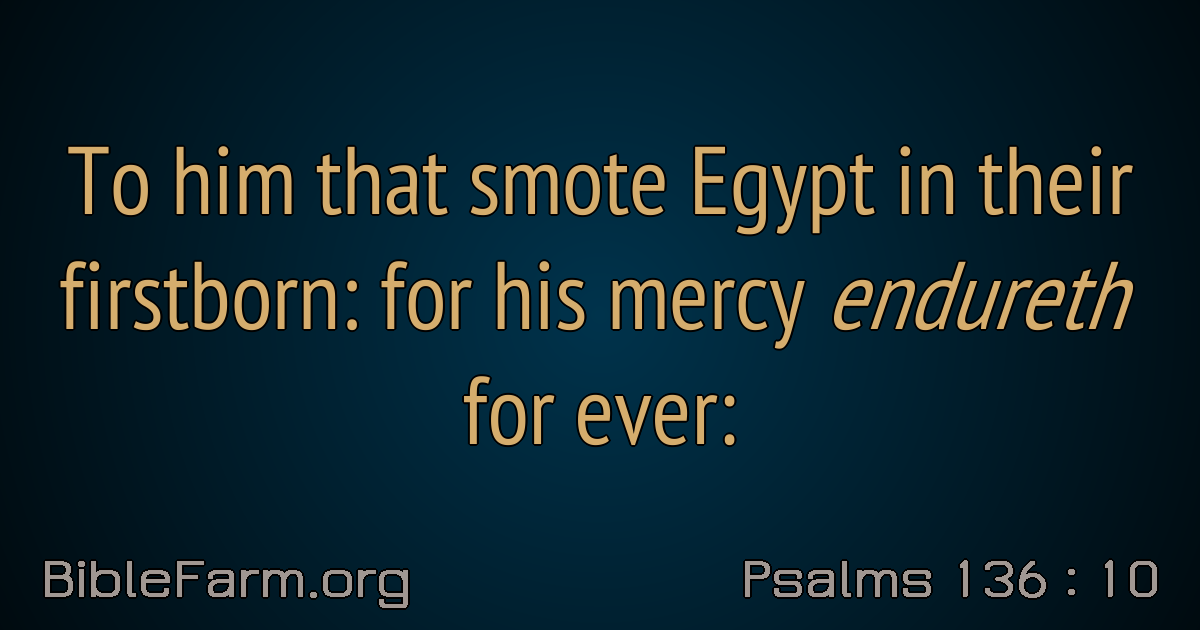 To him that smote Egypt in their
firstborn: for his mercy endureth
for ever:
BibleFarm.org
Psalms 136 : 10